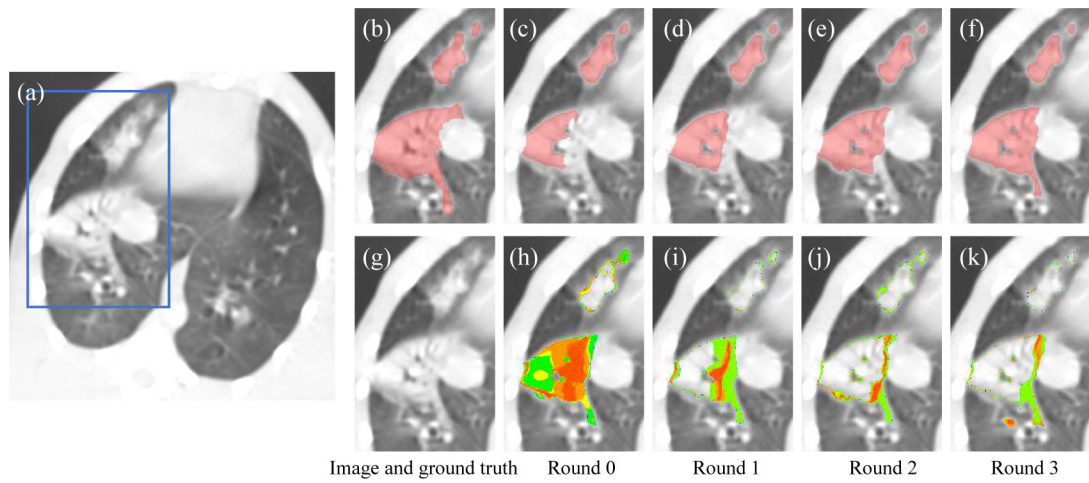 (a)
(b) (c) (d) (e) (f)
(g) (h) (i) (j) (k)
Image and ground truth Round 0 Round 1 Round 2 Round 3